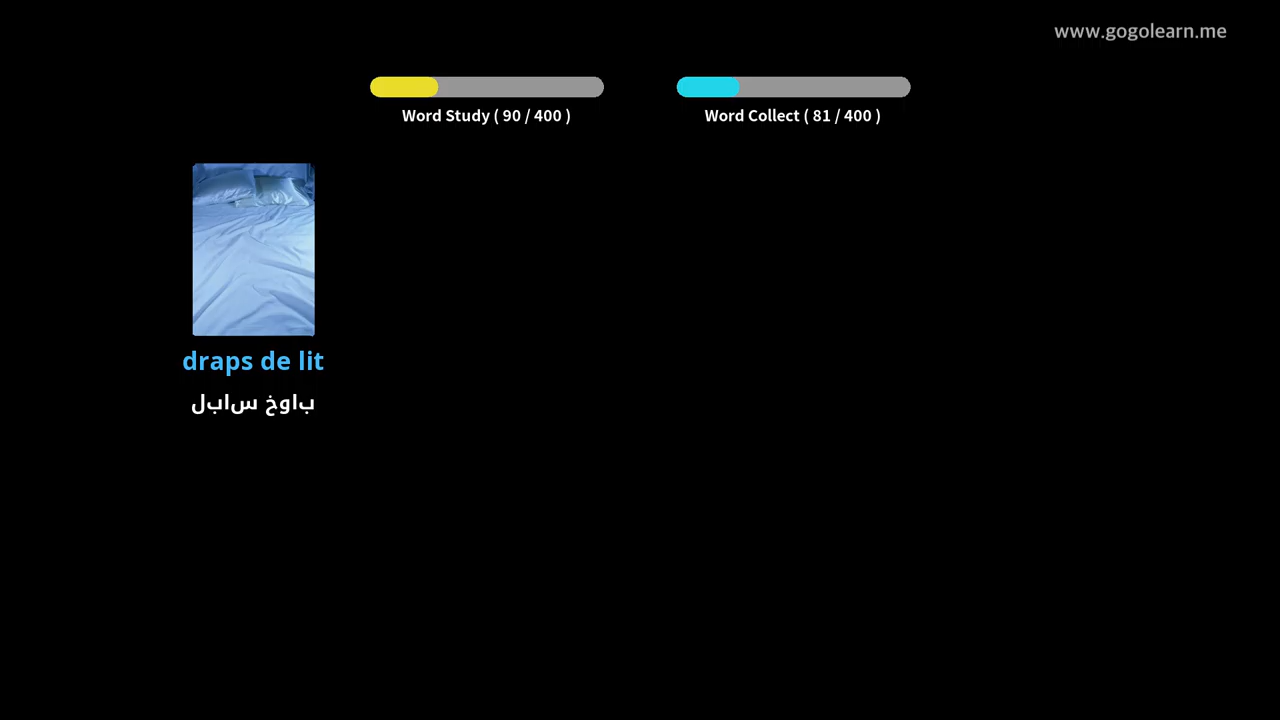 www.gogolearn.me
Word Study ( 90 / 400 )
Word Collect ( 81 / 400 )
draps de lit
باوخ سابل